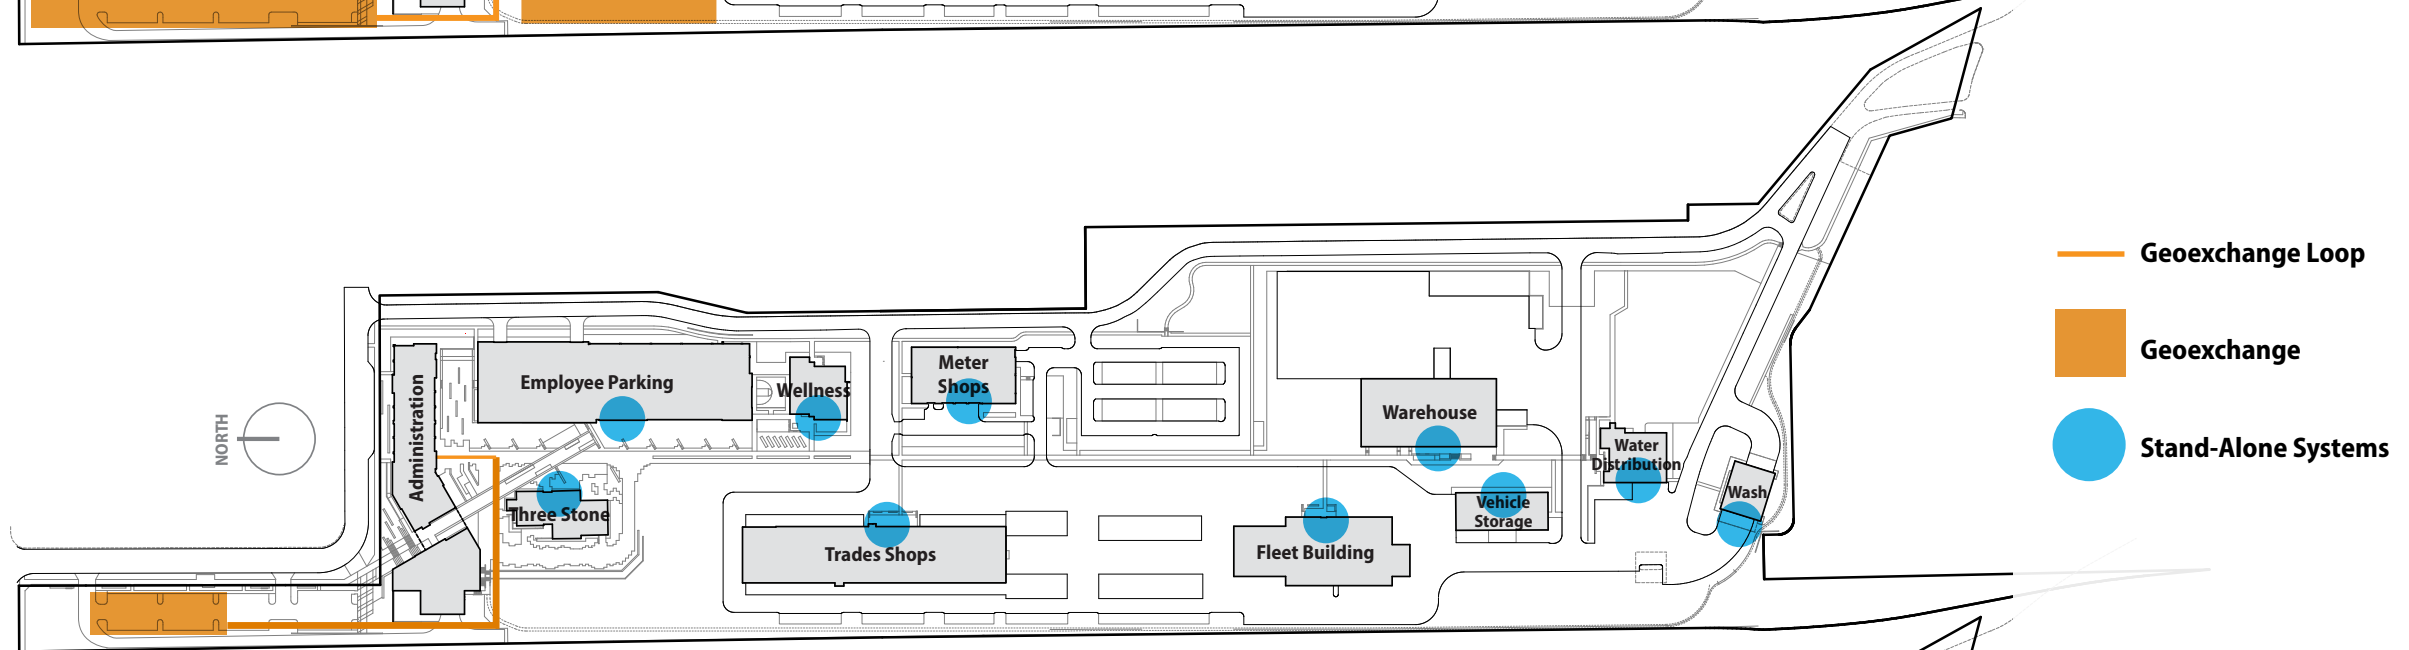 Geoexchange Loop
Geoexchange
Stand-Alone Systems
NORTH
Administration
Employee Parking
Wellness
Meter
Shops
Three Stone
Trades Shops
Warehouse
Fleet Building
Vehicle
Storage
Water
Distribution
Wash